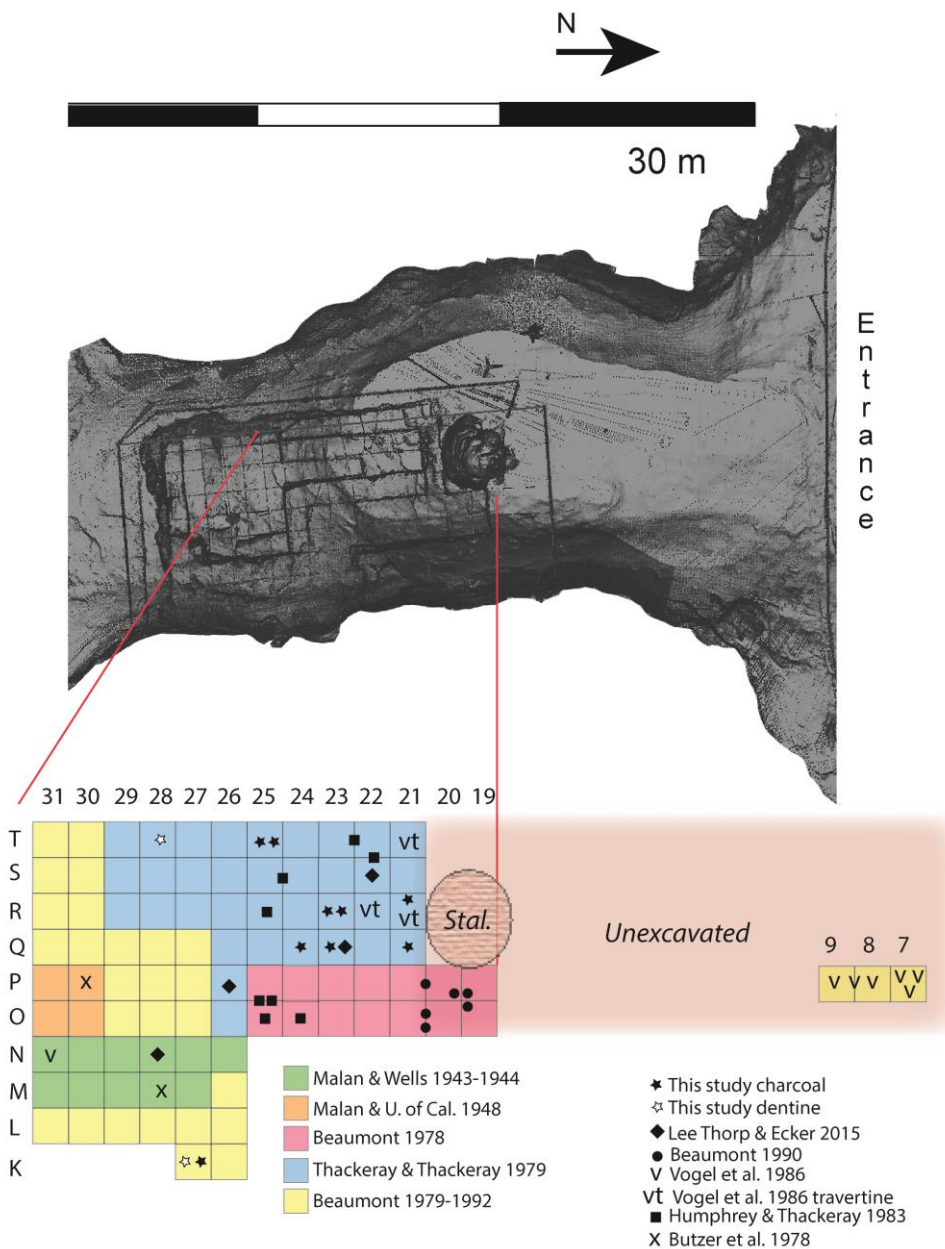 N
30 m
Entrance
31 30 29 28 27 26 25 24 23 22 21 20 19
T vt
S
R vt vt Stal. Unexcavated
Q
9 8 7
P x v v v v v v
O
N v
M x
L
K
Malan & Wells 1943-1944
Malan & U. of Cal. 1948
Beaumont 1978
Thackeray & Thackeray 1979
Beaumont 1979-1992
This study charcoal
This study dentine
Lee Thorp & Ecker 2015
Beaumont 1990
v Vogel et al. 1986
vt Vogel et al. 1986 travertine
Humphrey & Thackeray 1983
x Butzer et al. 1978